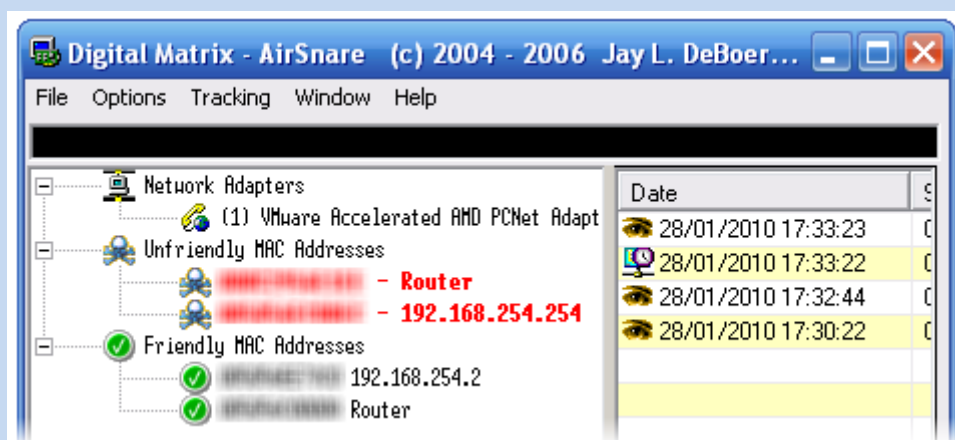 Digital Matrix - AirSnare (c) 2004 - 2006 Jay L. DeBoer...
File Options Tracking Window Help
Network Adapters
(1) VMware Accelerated AMD PCNet Adapt
Unfriendly MAC Addresses
- Router
- 192.168.254.254
Friendly MAC Addresses
192.168.254.2
Router
Date
28/01/2010 17:33:23
28/01/2010 17:33:22
28/01/2010 17:32:44
28/01/2010 17:30:22